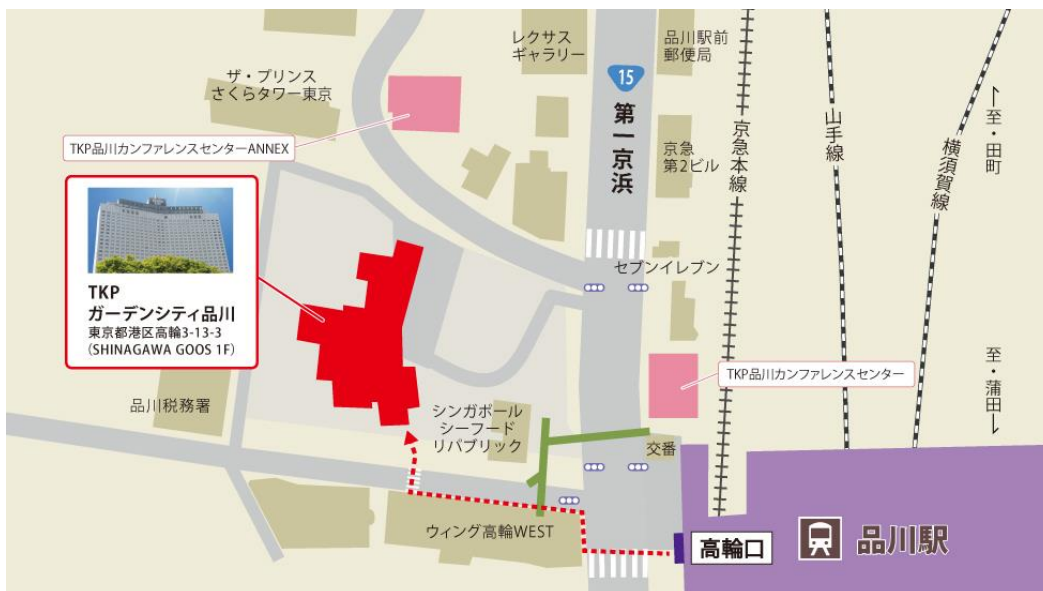 レクサス
ギャラリー
品川駅前
郵便局
15
第一京浜
ザ・プリンス
さくらタワー東京
TKP品川カンファレンスセンターANNEX
京急
第2ビル
京急本線
山手線
横須賀線
至・田町
TKP
ガーデンシティ品川
東京都港区高輪3-13-3
(SHINAGAWA GOOS 1F)
セブンイレブン
TKP品川カンファレンスセンター
至・蒲田
品川税務署
シンガポール
シーフード
リパブリック
交番
ウィング高輪WEST
高輪口
品川駅